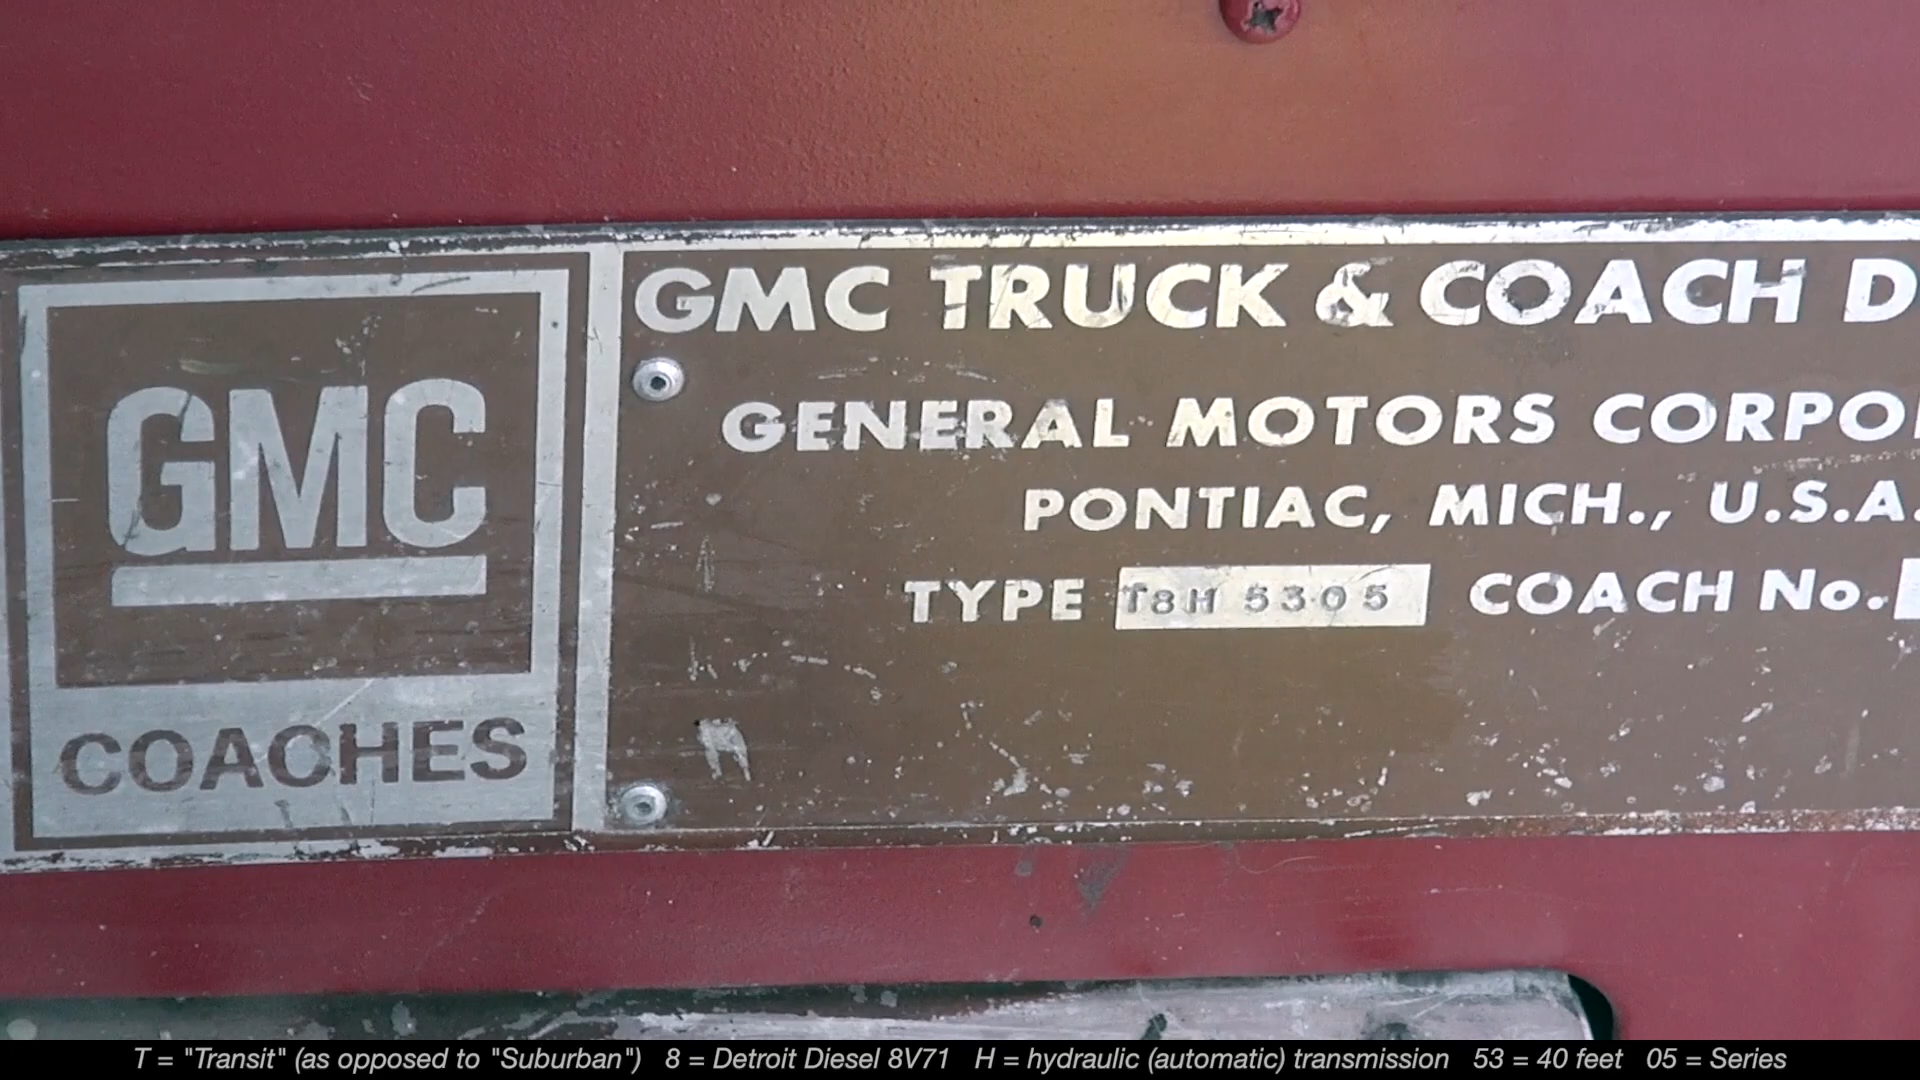 GMC
COACHES
GMC TRUCK & COACH D
GENERAL MOTORS CORPO
PONTIAC, MICH., U.S.A.
TYPE T8H 5305 COACH No.
T = "Transit" (as opposed to "Suburban") 8 = Detroit Diesel 8V71 H = hydraulic (automatic) transmission 53 = 40 feet 05 = Series